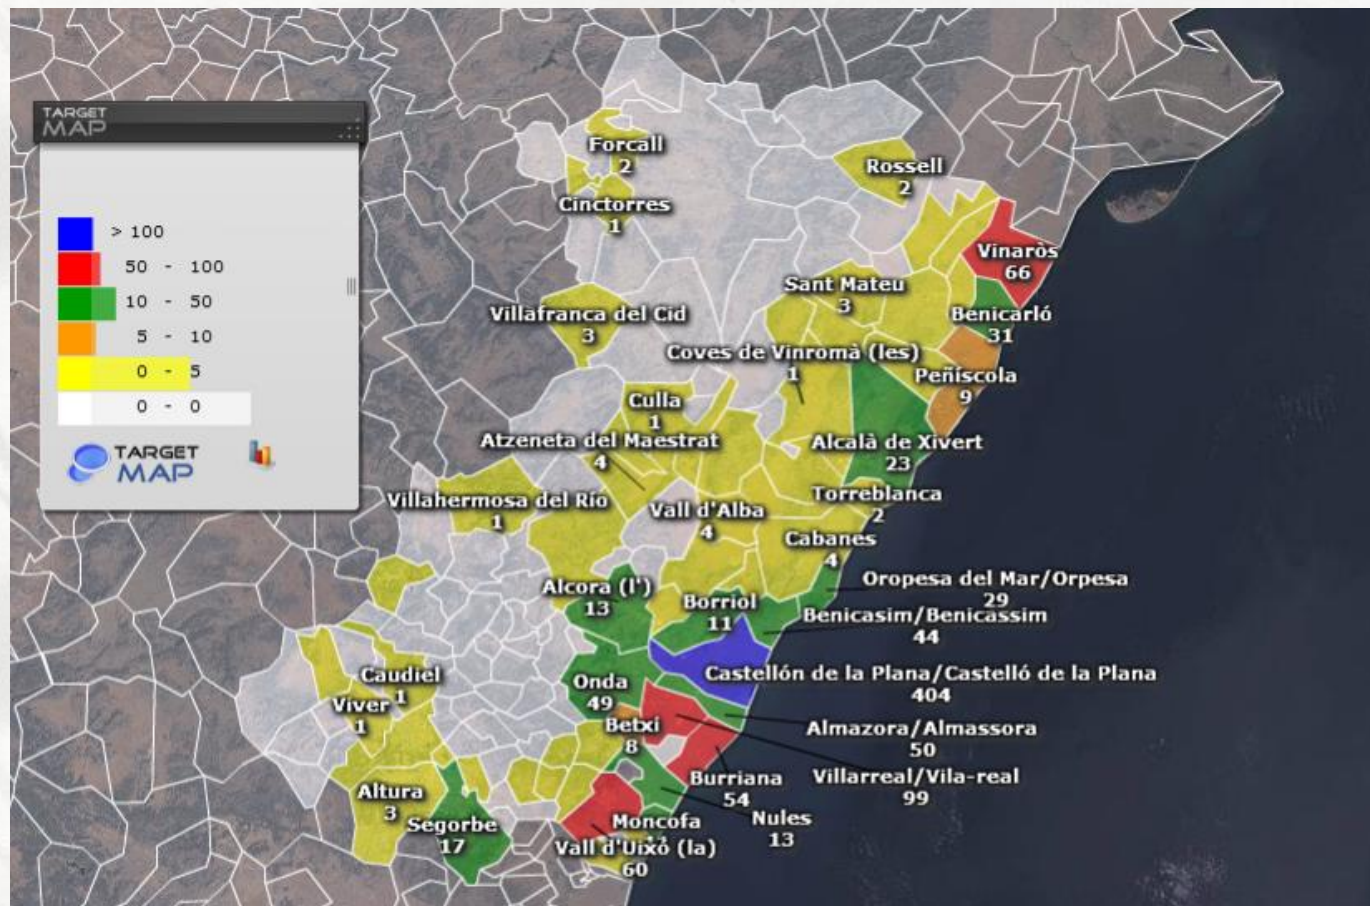 TARGET
MAP
> 100
50 - 100
10 - 50
5 - 10
0 - 5
0 - 0
TARGET
MAP
Forcall
2
Rossell
2
Cinctorres
1
Vinaròs
66
Sant Mateu
3
Villafranca del Cid
3
Benicarló
31
Coves de Vinromà (les)
1
Peñíscola
9
Culla
1
Atzeneta del Maestrat
4
Alcalà de Xivert
23
Villahermosa del Río
1
Torreblanca
2
Vall d'Alba
4
Cabanes
4
Oropesa del Mar/Orpesa
29
Alcora (l')
13
Borriol
11
Benicasim/Benicàssim
44
Caudiel
1
Castellón de la Plana/Castelló de la Plana
404
Onda
49
Viver
1
Betxí
8
Almazora/Almassora
50
Burriana
54
Villarreal/Vila-real
99
Altura
3
Segorbe
17
Moncofa
Nules
13
Vall d'Uixó (la)
60